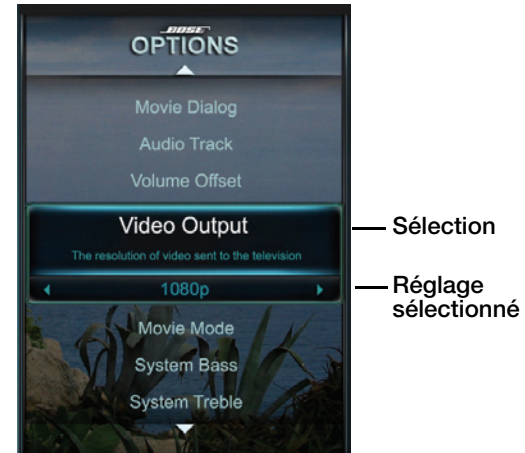 BOSE
OPTIONS
Movie Dialog
Audio Track
Volume Offset
Video Output
The resolution of video sent to the television
1080p
Movie Mode
System Bass
System Treble
Sélection
Réglage
sélectionné